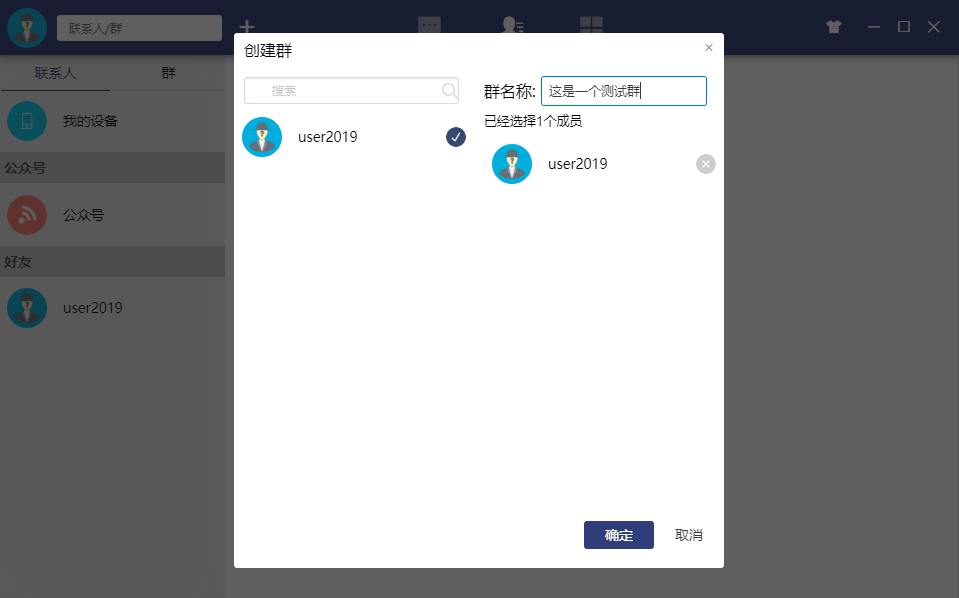 联系人/群
联系人
群
我的设备
公众号
公众号
好友
user2019
创建群
搜索
user2019
群名称:
这是一个测试群
已经选择1个成员
user2019
确定
取消